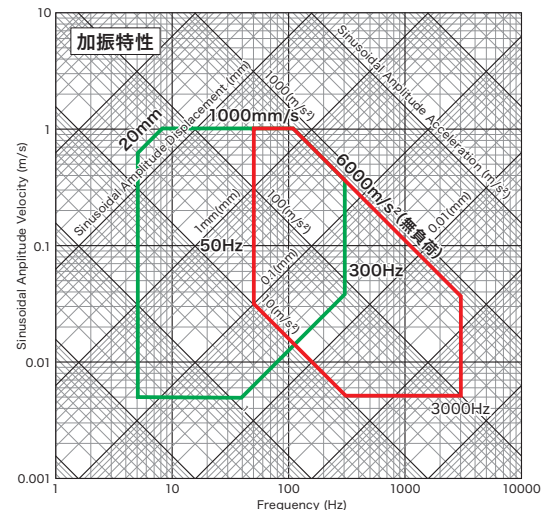 加振特性
10
1
0.1
0.01
0.001
1
10
100
1000
10000
Sinusoidal Anplitude Velocity (m/s)
Frequency (Hz)
Sinusoidal Amplitude Displacement (mm)
Sinusoidal Anplitude Acceleration (m/s²)
20mm
1000mm/s
1000(m/s²)
6000m/s²(無負荷)
1mm(mm)
100(m/s²)
0.01(mm)
50Hz
0.1(mm)
10(m/s²)
300Hz
3000Hz